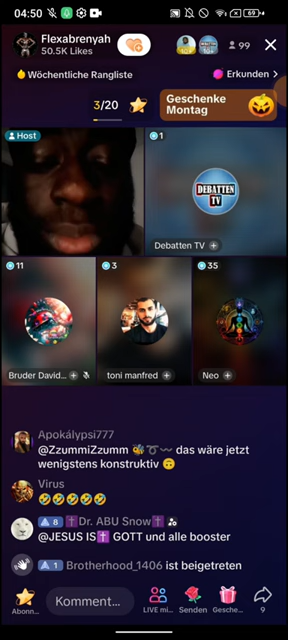 04:50
69
Flexabrenyah
50.5K Likes
99
Wöchentliche Rangliste
Erkunden >
3/20
Geschenke
Montag
Host
1
DEBATTEN
TV
Debatten TV +
11
3
35
Bruder David... +
toni manfred +
Neo +
Apokálypsi777
@ZzummiZzumm 🐝➰〰️ das wäre jetzt
wenigstens konstruktiv 🙃
Virus
🤣🤣🤣🤣🤣🤣
8 ✝️Dr. ABU Snow✝️
@JESUS IS✝️ GOTT und alle booster
1 Brotherhood_1406 ist beigetreten
Abonn...
Komment...
LIVE mi...
Senden
Gesche...
9